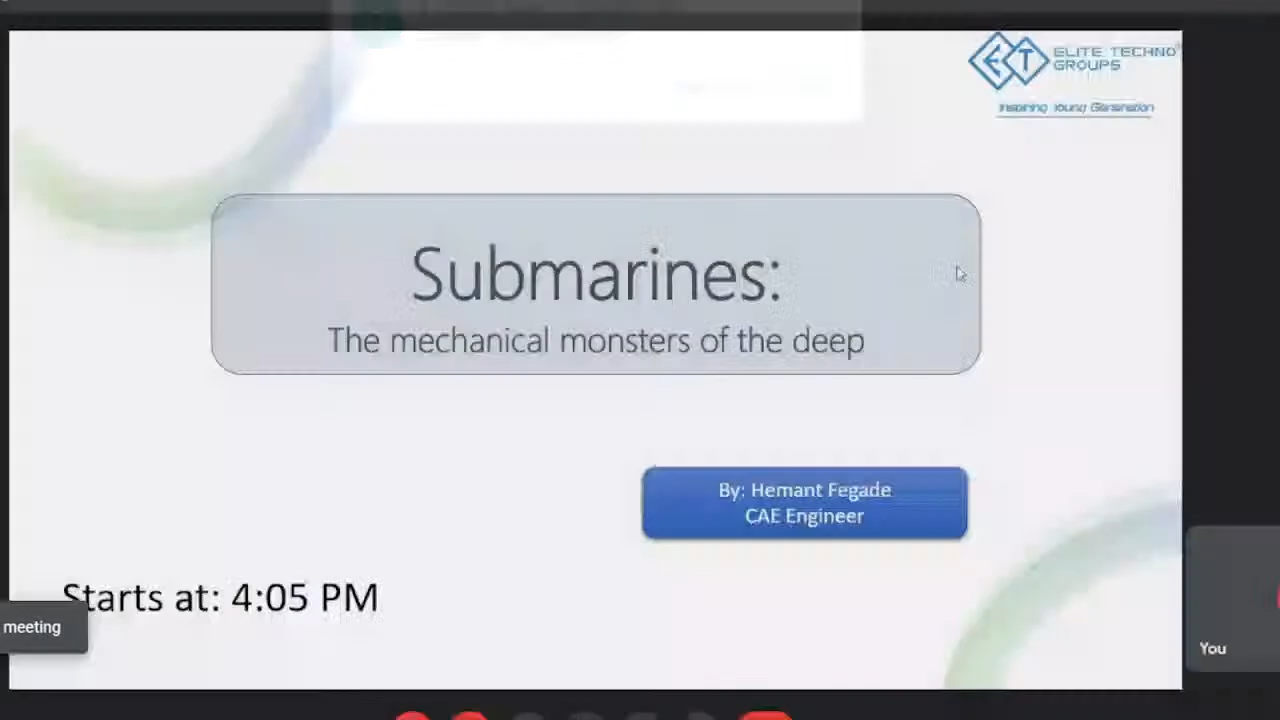 ELITE TECHNO
GROUPS
Inspiring Young Generation
Submarines:
The mechanical monsters of the deep
By: Hemant Fegade
CAE Engineer
Starts at: 4:05 PM
meeting
You